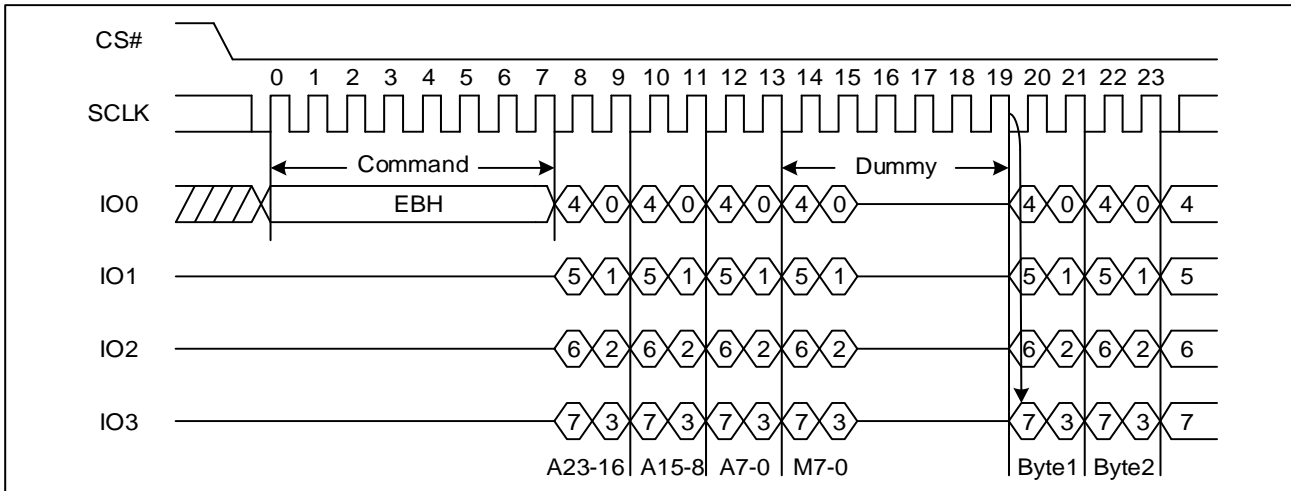 CS#
0 1 2 3 4 5 6 7 8 9 10 11 12 13 14 15 16 17 18 19 20 21 22 23
SCLK
Command Dummy
IO0 EBH 4 0 4 0 4 0 4 0 4 0 4 0 4
IO1 5 1 5 1 5 1 5 1 5 1 5 1 5
IO2 6 2 6 2 6 2 6 2 6 2 6 2 6
IO3 7 3 7 3 7 3 7 3 7 3 7 3 7
A23-16 A15-8 A7-0 M7-0 Byte1 Byte2